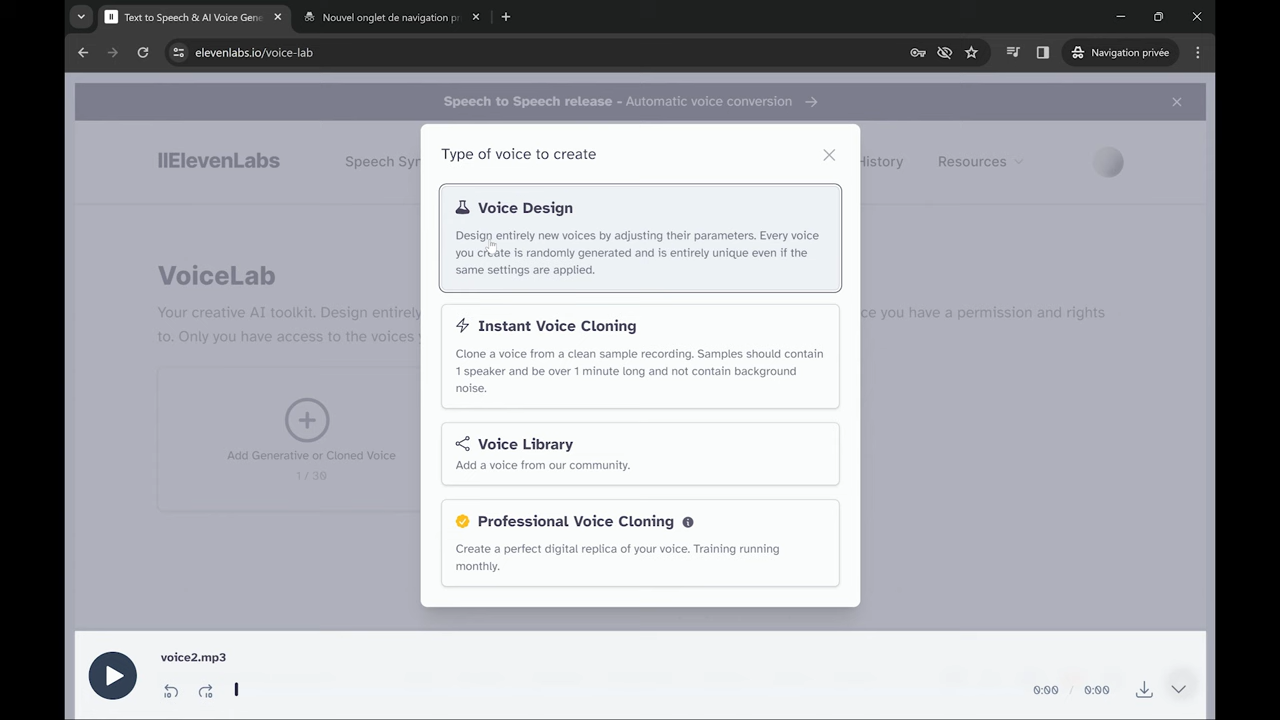 Text to Speech & AI Voice Gene
Nouvel onglet de navigation pr
elevenlabs.io/voice-lab
Navigation privée
Speech to Speech release - Automatic voice conversion
IIElevenLabs
Speech Syn
History
Resources
Type of voice to create
Voice Design
Design entirely new voices by adjusting their parameters. Every voice
you create is randomly generated and is entirely unique even if the
same settings are applied.
VoiceLab
Your creative AI toolkit. Design entirely
ce you have a permission and rights
to. Only you have access to the voices
Instant Voice Cloning
Clone a voice from a clean sample recording. Samples should contain
1 speaker and be over 1 minute long and not contain background
noise.
Add Generative or Cloned Voice
1 / 30
Voice Library
Add a voice from our community.
Professional Voice Cloning
Create a perfect digital replica of your voice. Training running
monthly.
voice2.mp3
10
10
0:00 / 0:00